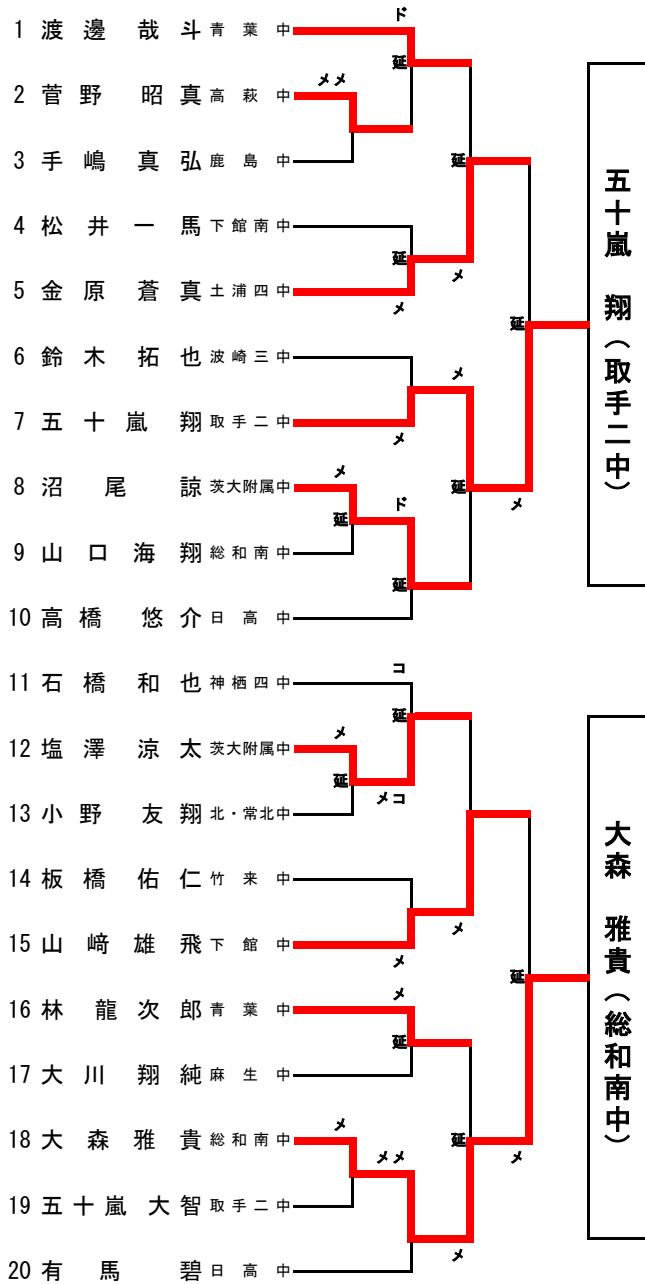 ド
1 渡邊哉斗 青葉中
延
メメ
2 菅野昭真 高萩中
3 手嶋真弘 鹿島中
延
4 松井一馬 下館南中
延
メ
5 金原蒼真 土浦四中
メ
延
6 鈴木拓也 波崎三中
メ
7 五十嵐翔 取手二中
メ
メ
8 沼尾諒 茨大附属中
延
ド
延
メ
9 山口海翔 総和南中
延
10 高橋悠介 日高中
五十嵐 翔(取手二中)
コ
11 石橋和也 神栖四中
延
メ
12 塩澤涼太 茨大附属中
延
メコ
13 小野友翔 北・常北中
14 板橋佑仁 竹来中
メ
15 山﨑雄飛 下館中
メ
延
メ
16 林龍次郎 青葉中
延
17 大川翔純 麻生中
メ
18 大森雅貴 総和南中
延
メメ
メ
19 五十嵐大智 取手二中
メ
20 有馬碧 日高中
大森 雅貴(総和南中)